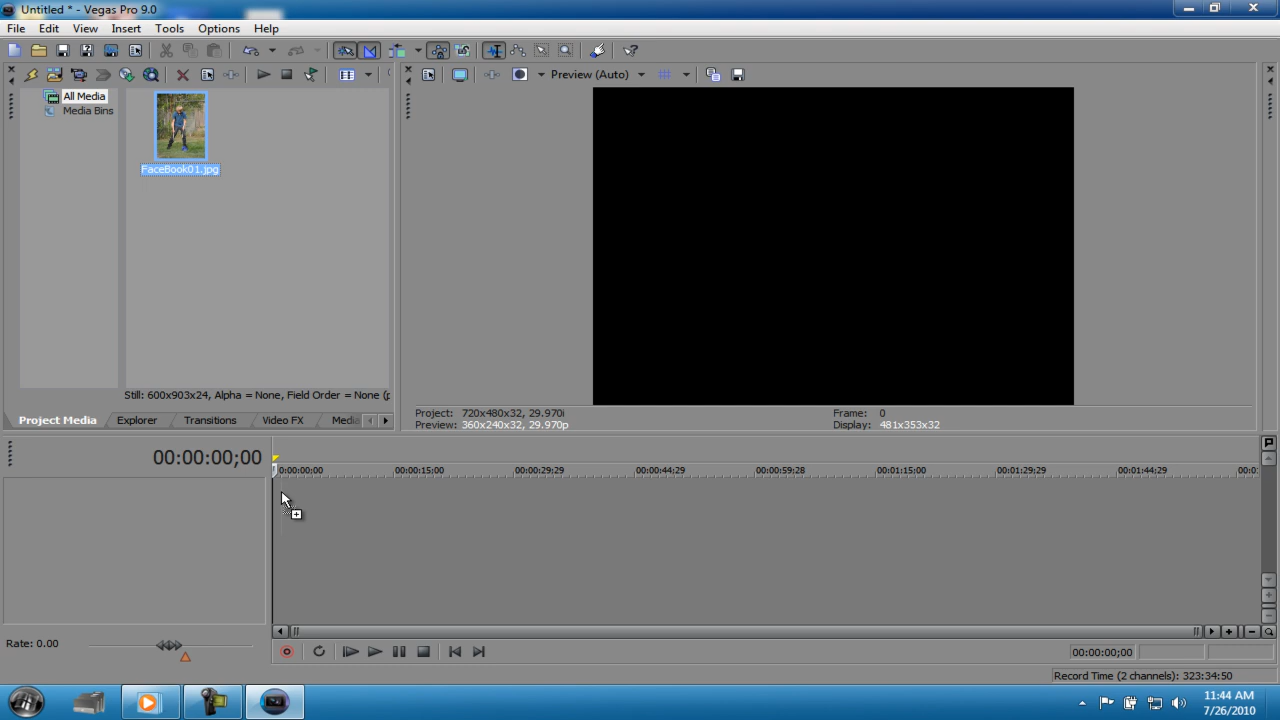 Untitled * - Vegas Pro 9.0
File Edit View Insert Tools Options Help
Preview (Auto)
All Media
Media Bins
FaceBook01.jpg
Still: 600x903x24, Alpha = None, Field Order = None (p
Project Media Explorer Transitions Video FX Media
Project: 720x480x32, 29.970i
Preview: 360x240x32, 29.970p
Frame: 0
Display: 481x353x32
00:00:00;00
0:00:00;00 00:00:15;00 00:00:29;29 00:00:44;29 00:00:59;28 00:01:15;00 00:01:29;29 00:01:44;29 00:0
Rate: 0.00
00:00:00;00
Record Time (2 channels): 323:34:50
11:44 AM
7/26/2010